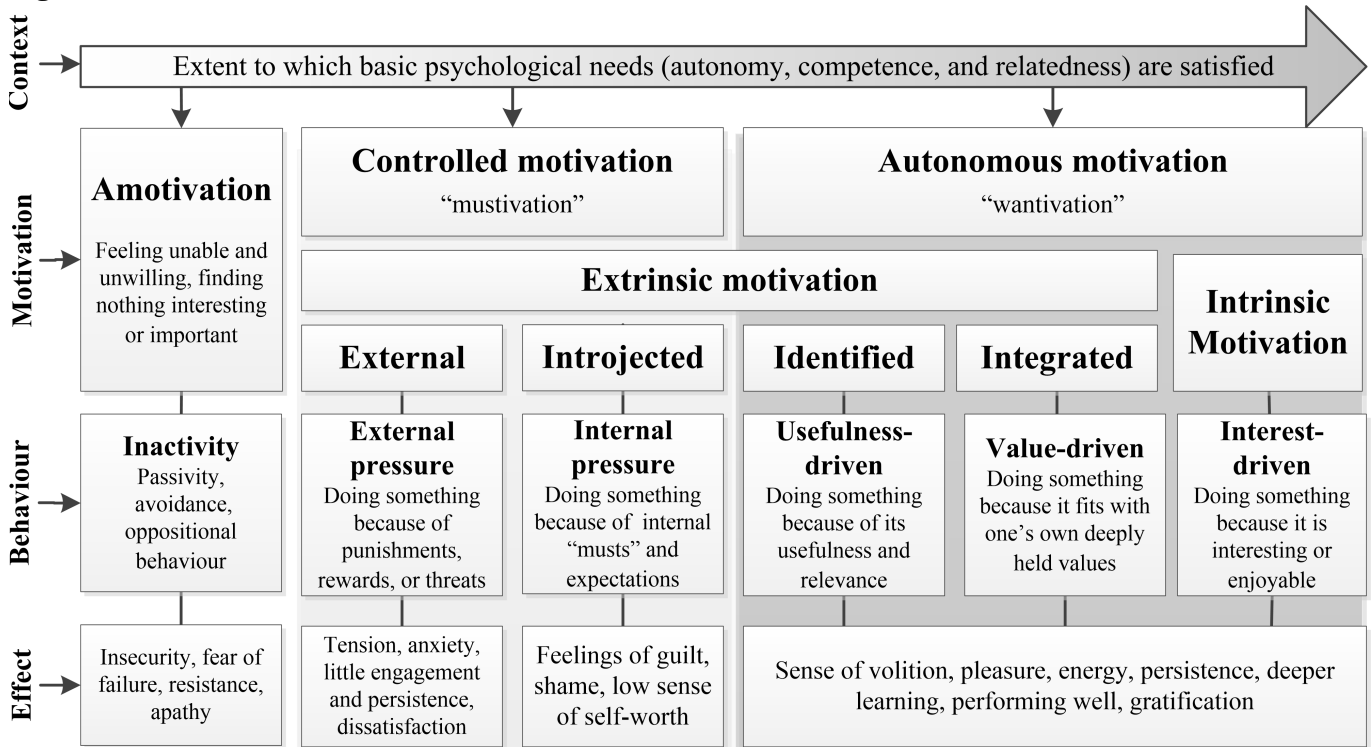 Context
Extent to which basic psychological needs (autonomy, competence, and relatedness) are satisfied
Motivation
Amotivation
Feeling unable and
unwilling, finding
nothing interesting
or important
Controlled motivation
“mustivation”
Autonomous motivation
“wantivation”
Extrinsic motivation
Intrinsic
Motivation
External
Introjected
Identified
Integrated
Behaviour
Inactivity
Passivity,
avoidance,
oppositional
behaviour
External
pressure
Doing something
because of
punishments,
rewards, or threats
Internal
pressure
Doing something
because of internal
“musts” and
expectations
Usefulness-
driven
Doing something
because of its
usefulness and
relevance
Value-driven
Doing something
because it fits with
one’s own deeply
held values
Interest-
driven
Doing something
because it is
interesting or
enjoyable
Effect
Insecurity, fear of
failure, resistance,
apathy
Tension, anxiety,
little engagement
and persistence,
dissatisfaction
Feelings of guilt,
shame, low sense
of self-worth
Sense of volition, pleasure, energy, persistence, deeper
learning, performing well, gratification